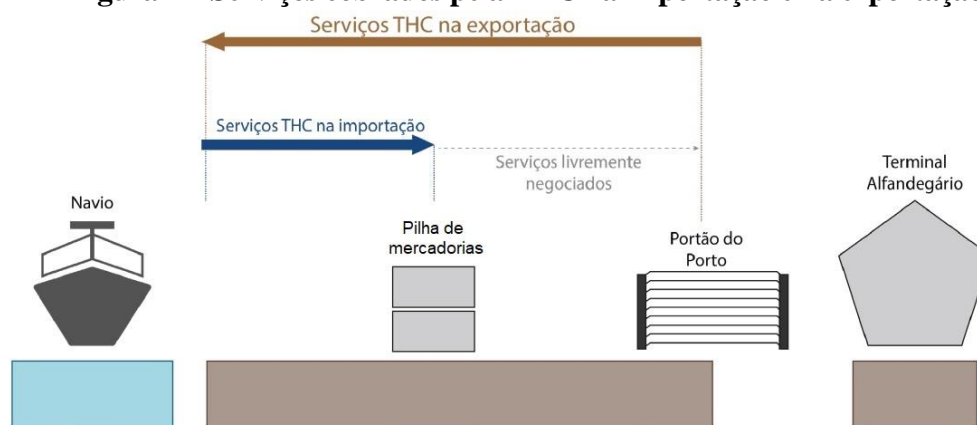 Serviços THC na exportação
Serviços THC na importação
Serviços livremente
negociados
Terminal
Alfandegário
Navio
Pilha de
mercadorias
Portão do
Porto